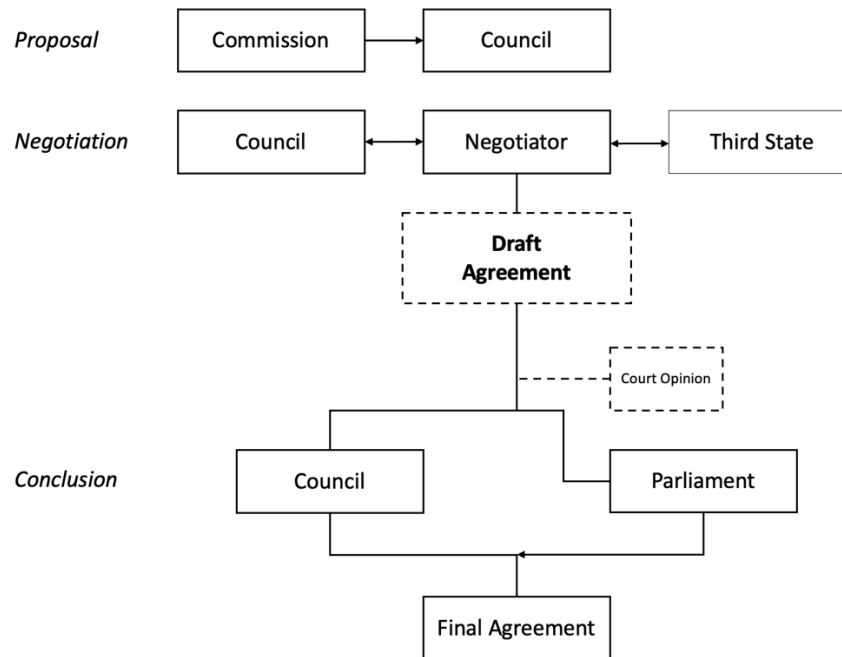 Proposal
Commission
Council
Negotiation
Council
Negotiator
Third State
Draft
Agreement
Court Opinion
Conclusion
Council
Parliament
Final Agreement